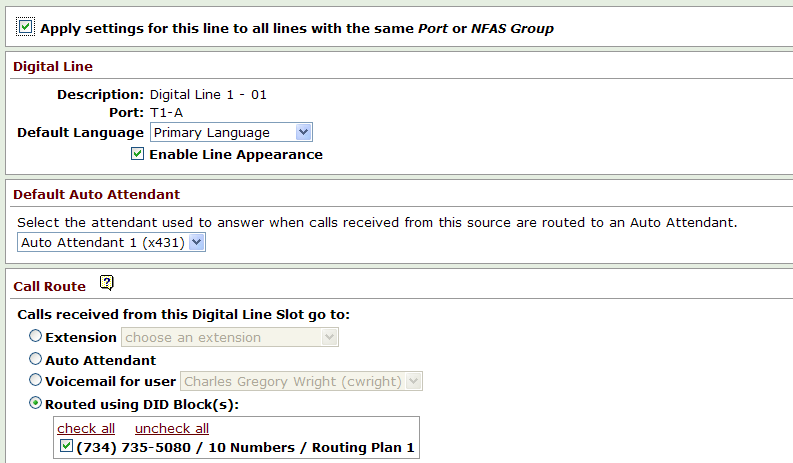 Apply settings for this line to all lines with the same Port or NFAS Group
Digital Line
Description: Digital Line 1 - 01
Port: T1-A
Default Language Primary Language
Enable Line Appearance
Default Auto Attendant
Select the attendant used to answer when calls received from this source are routed to an Auto Attendant.
Auto Attendant 1 (x431)
Call Route ?
Calls received from this Digital Line Slot go to:
Extension choose an extension
Auto Attendant
Voicemail for user Charles Gregory Wright (cwright)
Routed using DID Block(s):
check all uncheck all
(734) 735-5080 / 10 Numbers / Routing Plan 1